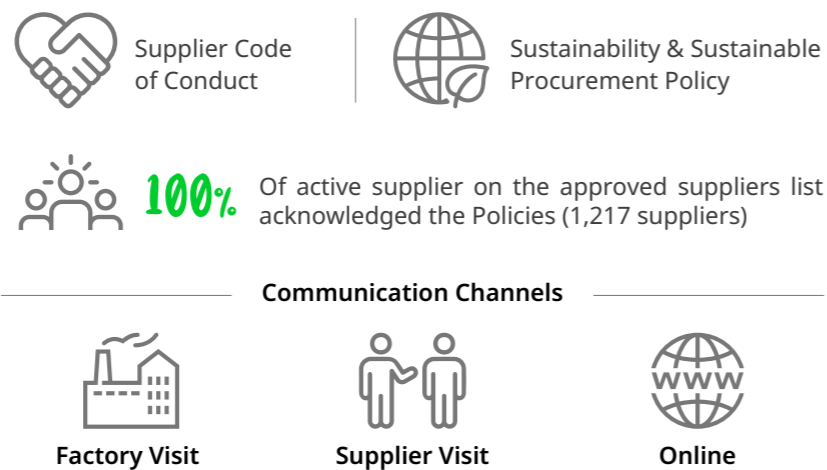 Supplier Code
of Conduct
Sustainability & Sustainable
Procurement Policy
100%
Of active supplier on the approved suppliers list
acknowledged the Policies (1,217 suppliers)
Communication Channels
WWW
Factory Visit
Supplier Visit
Online